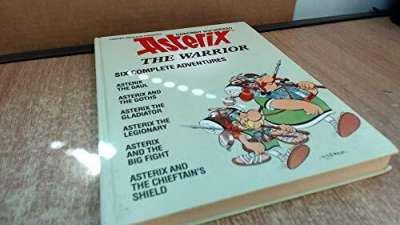 Asterix
THE WARRIOR
SIX COMPLETE ADVENTURES
ASTERIX
THE GAUL
ASTERIX
AND THE GOTHS
ASTERIX THE
GLADIATOR
ASTERIX THE
LEGIONARY
ASTERIX
AND THE
BIG FIGHT
ASTERIX AND
THE CHIEFTAIN'S
SHIELD